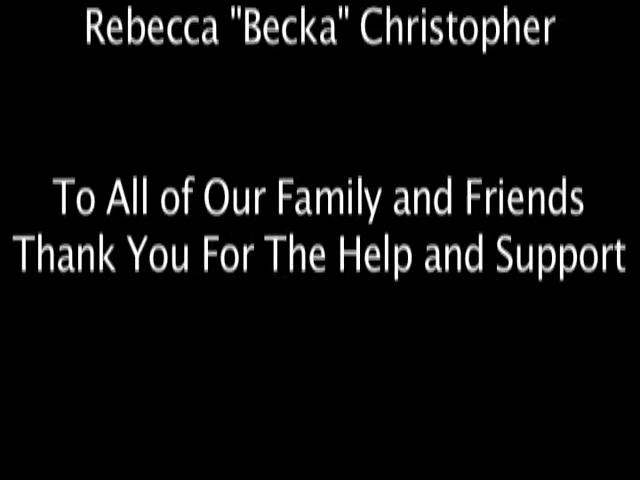 Rebecca "Becka" Christopher
To All of Our Family and Friends
Thank You For The Help and Support